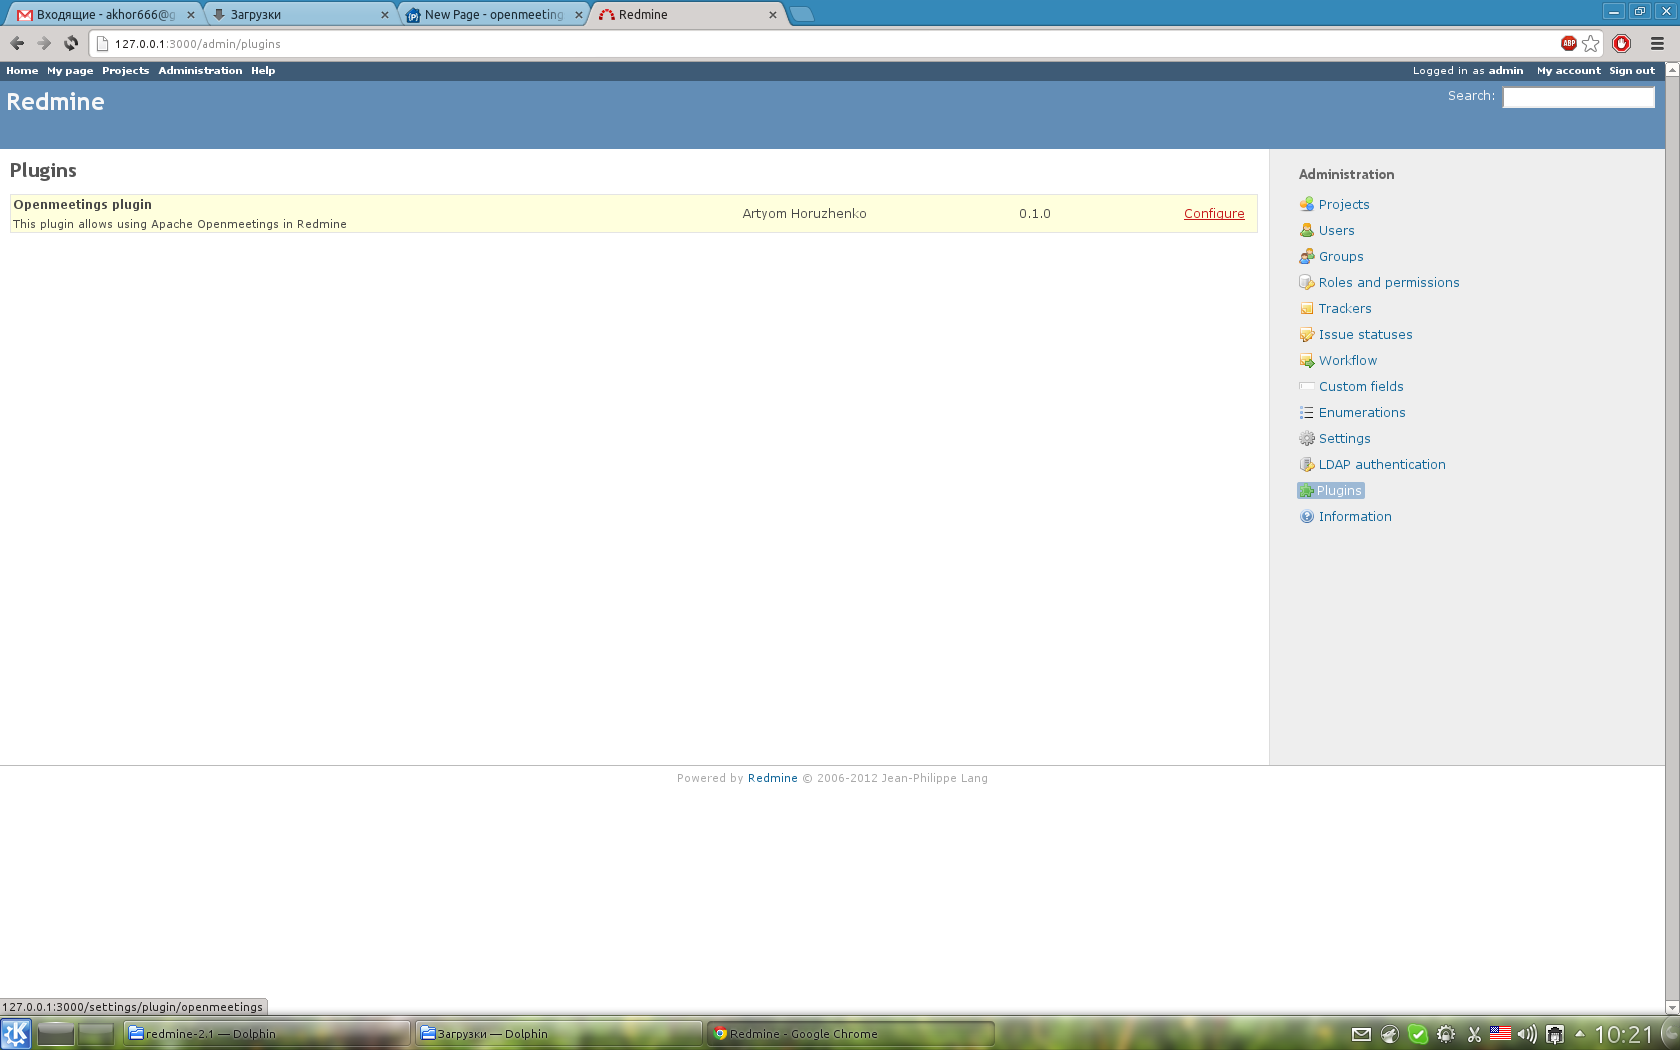 Входящие - akhor666@g
Загрузки
New Page - openmeeting
Redmine
127.0.0.1:3000/admin/plugins
ABP
Home My page Projects Administration Help
Logged in as admin My account Sign out
Redmine
Search:
Plugins
Openmeetings plugin
This plugin allows using Apache Openmeetings in Redmine
Artyom Horuzhenko
0.1.0
Configure
Administration
Projects
Users
Groups
Roles and permissions
Trackers
Issue statuses
Workflow
Custom fields
Enumerations
Settings
LDAP authentication
Plugins
Information
Powered by Redmine © 2006-2012 Jean-Philippe Lang
127.0.0.1:3000/settings/plugin/openmeetings
redmine-2.1 — Dolphin
Загрузки — Dolphin
Redmine - Google Chrome
10:21